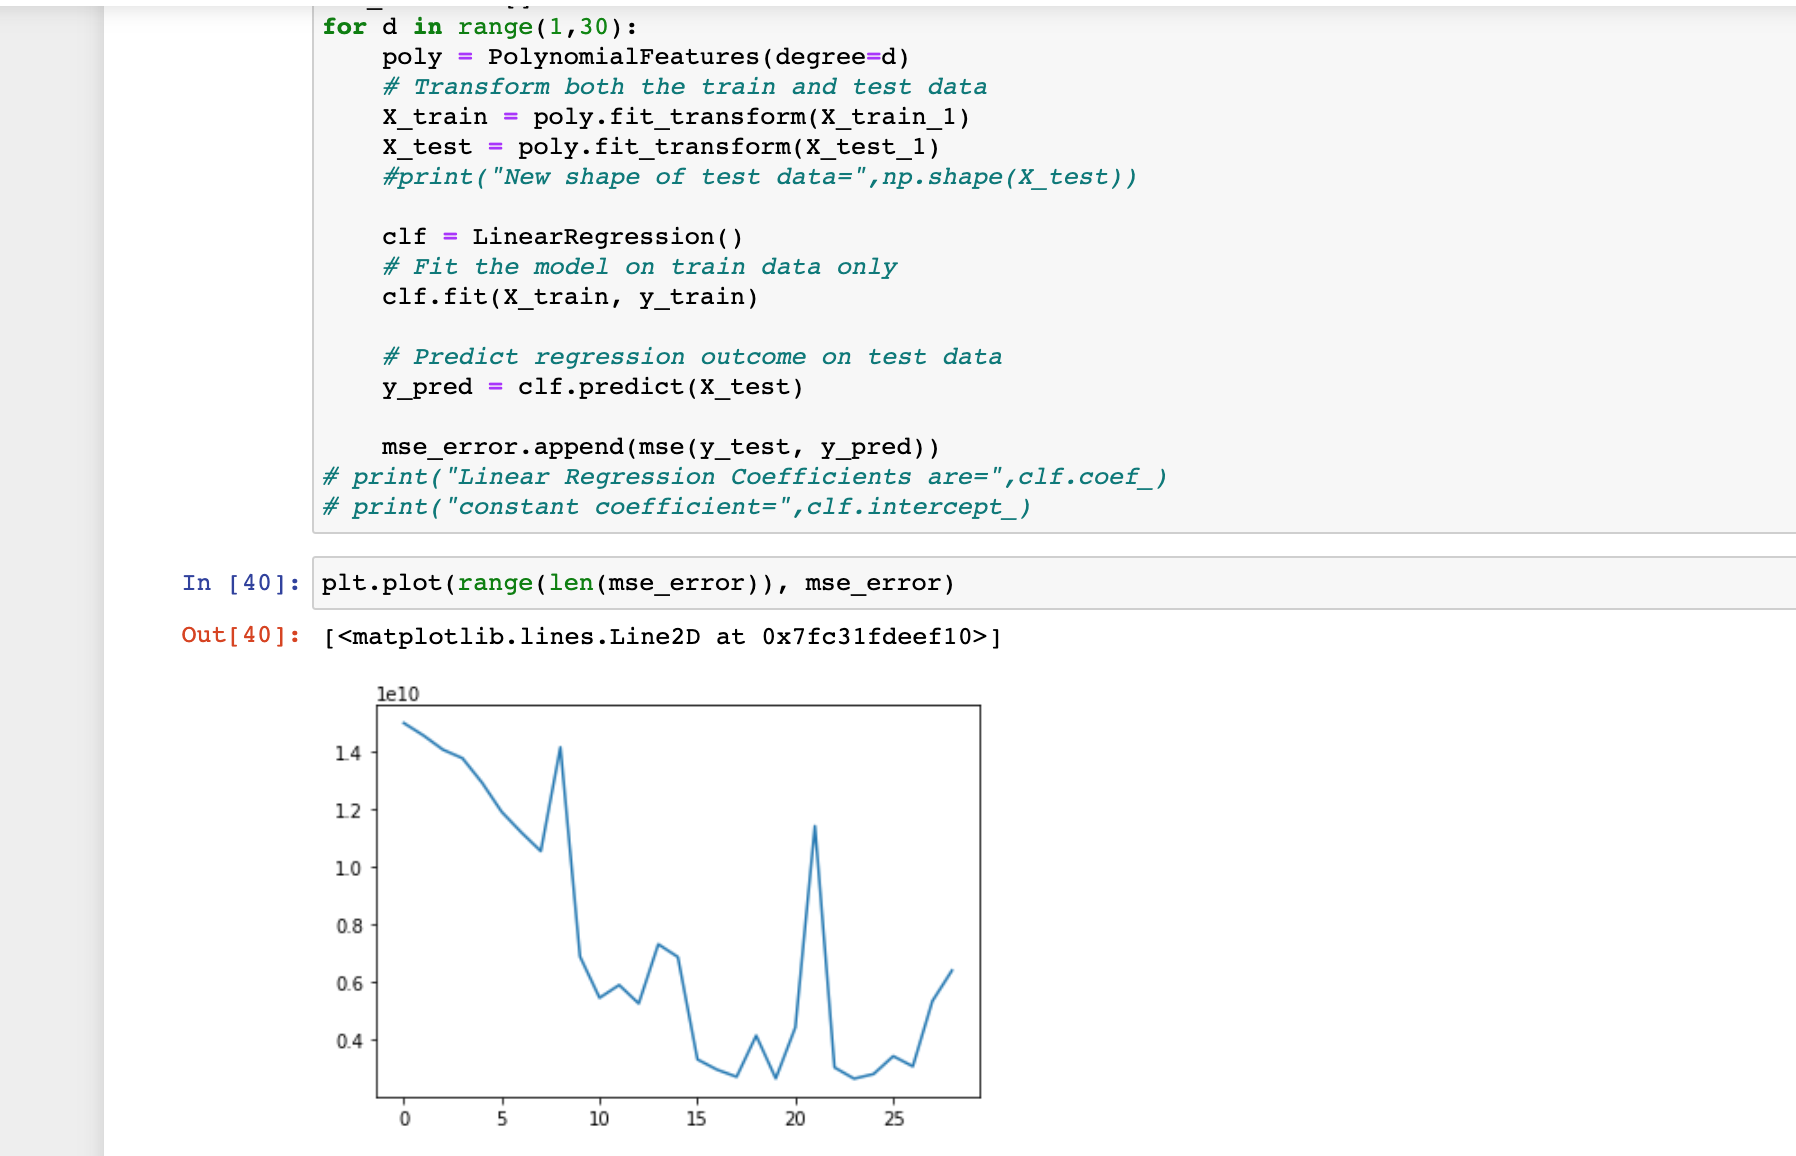 for d in range(1,30):
    poly = PolynomialFeatures(degree=d)
    # Transform both the train and test data
    X_train = poly.fit_transform(X_train_1)
    X_test = poly.fit_transform(X_test_1)
    #print("New shape of test data=",np.shape(X_test))
    clf = LinearRegression()
    # Fit the model on train data only
    clf.fit(X_train, y_train)
    # Predict regression outcome on test data
    y_pred = clf.predict(X_test)
    mse_error.append(mse(y_test, y_pred))
# print("Linear Regression Coefficients are=",clf.coef_)
# print("constant coefficient=",clf.intercept_)
In [40]: plt.plot(range(len(mse_error)), mse_error)
Out[40]: [<matplotlib.lines.Line2D at 0x7fc31fdeef10>]
1e10
1.4
1.2
1.0
0.8
0.6
0.4
0 5 10 15 20 25